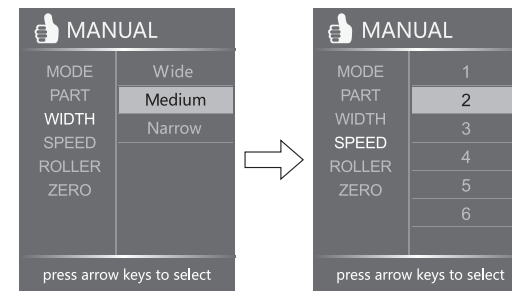 MANUAL
MODE
PART
WIDTH
SPEED
ROLLER
ZERO
Wide
Medium
Narrow
press arrow keys to select
MANUAL
MODE
PART
WIDTH
SPEED
ROLLER
ZERO
1
2
3
4
5
6
press arrow keys to select